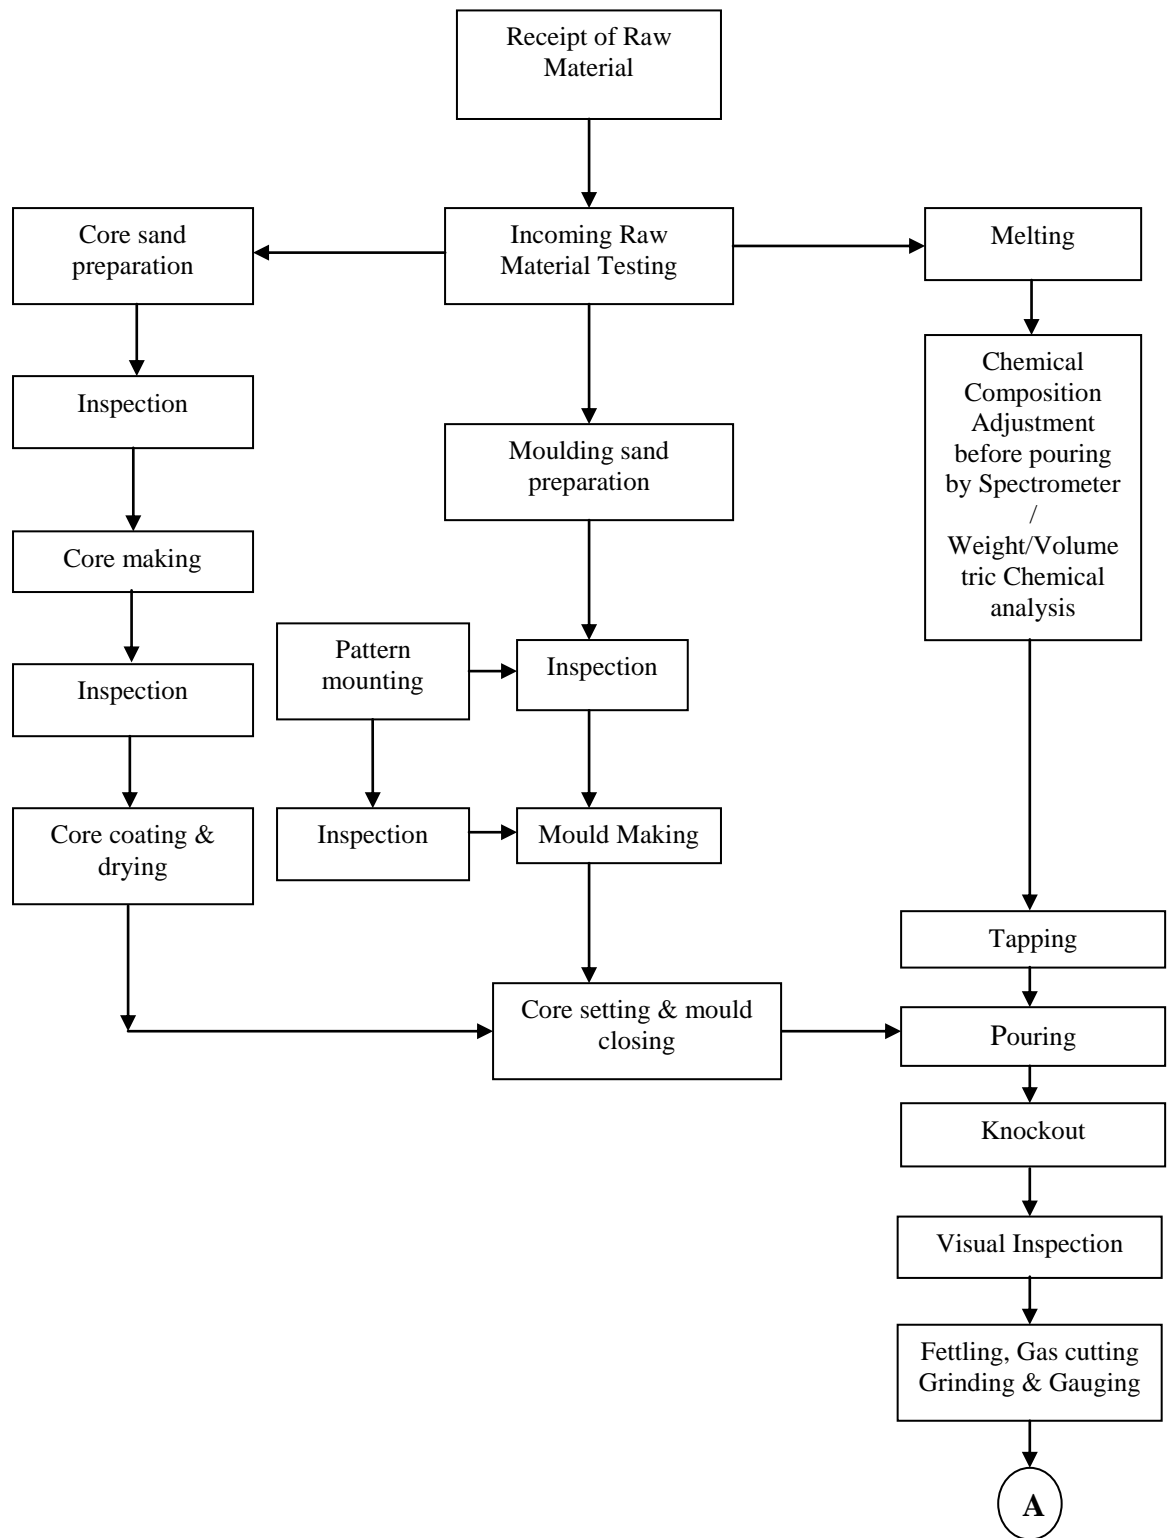 Receipt of Raw
Material
Core sand
preparation
Incoming Raw
Material Testing
Melting
Chemical
Composition
Adjustment
before pouring
by Spectrometer
/
Weight/Volume
tric Chemical
analysis
Inspection
Moulding sand
preparation
Core making
Pattern
mounting
Inspection
Inspection
Core coating &
drying
Inspection
Mould Making
Tapping
Core setting & mould
closing
Pouring
Knockout
Visual Inspection
Fettling, Gas cutting
Grinding & Gauging
A